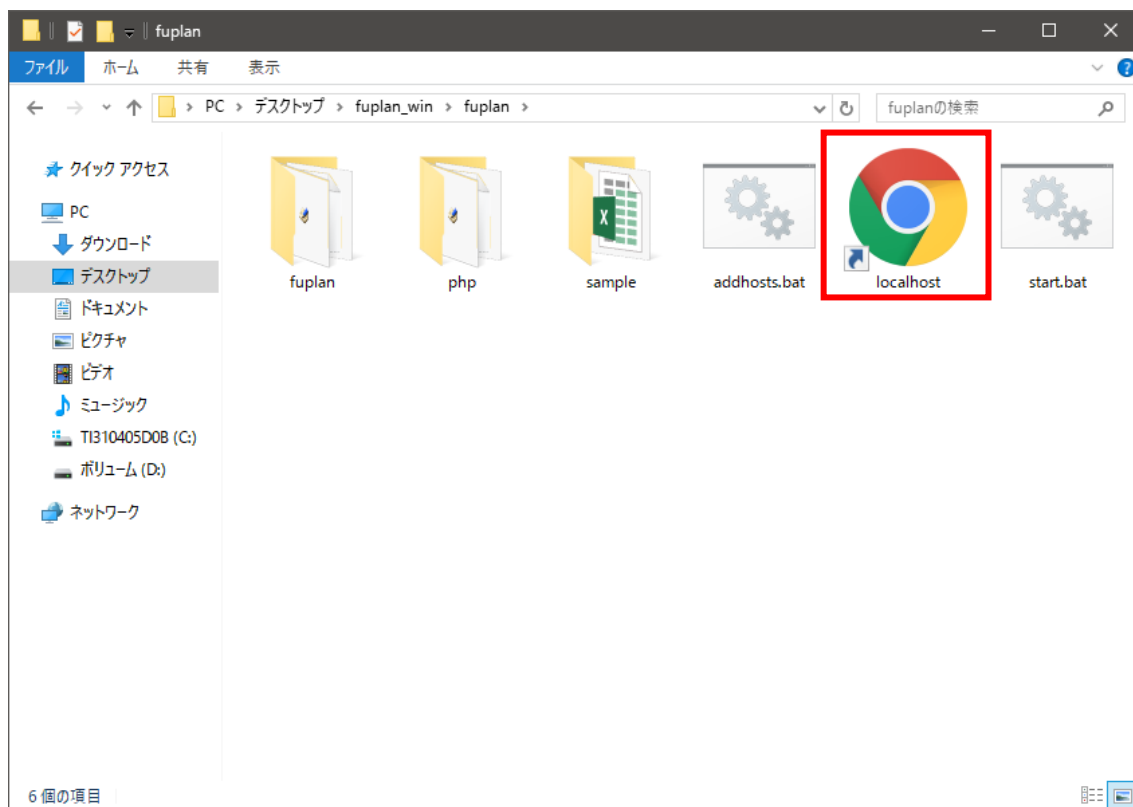 fuplan
ファイル ホーム 共有 表示
PC › デスクトップ › fuplan_win › fuplan › fuplanの検索
クイック アクセス
PC
ダウンロード
デスクトップ
ドキュメント
ピクチャ
ビデオ
ミュージック
TI310405D0B (C:)
ボリューム (D:)
ネットワーク
fuplan php sample addhosts.bat localhost start.bat
6 個の項目